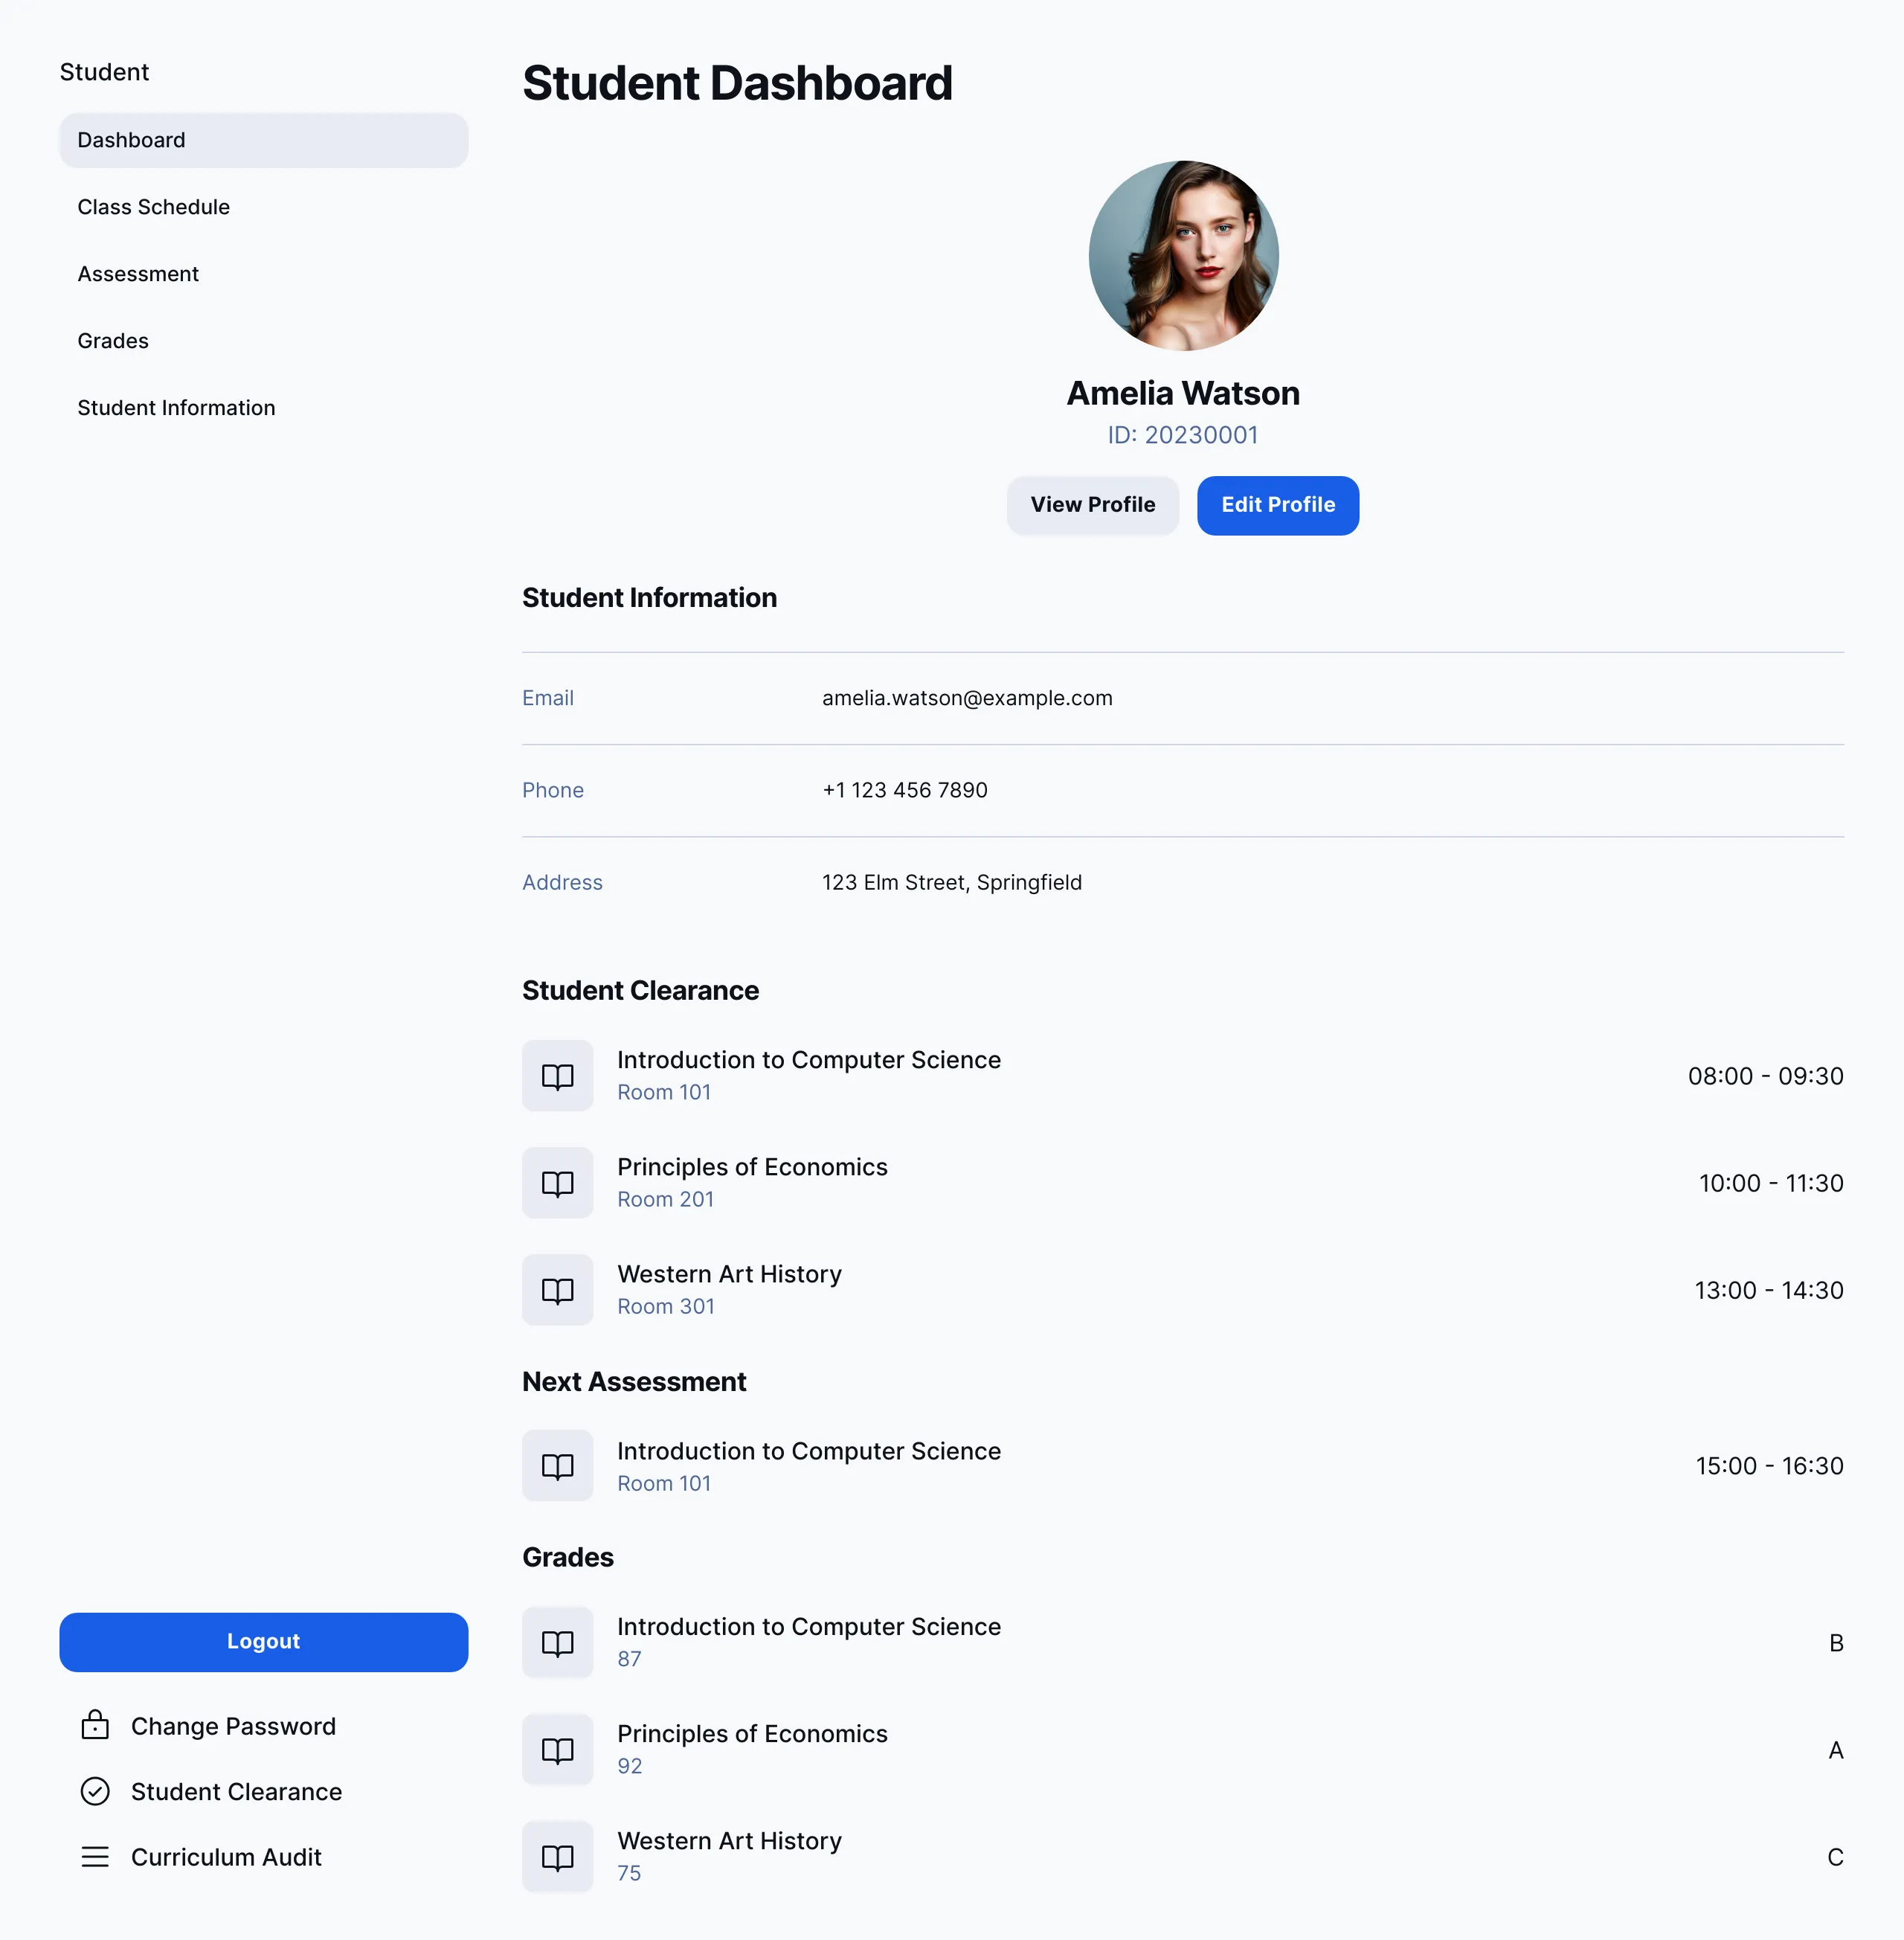 Student
Dashboard
Class Schedule
Assessment
Grades
Student Information
Logout
Change Password
Student Clearance
Curriculum Audit
Student Dashboard
Amelia Watson
ID: 20230001
View Profile
Edit Profile
Student Information
Email
amelia.watson@example.com
Phone
+1 123 456 7890
Address
123 Elm Street, Springfield
Student Clearance
Introduction to Computer Science
Room 101
08:00 - 09:30
Principles of Economics
Room 201
10:00 - 11:30
Western Art History
Room 301
13:00 - 14:30
Next Assessment
Introduction to Computer Science
Room 101
15:00 - 16:30
Grades
Introduction to Computer Science
87
B
Principles of Economics
92
A
Western Art History
75
C